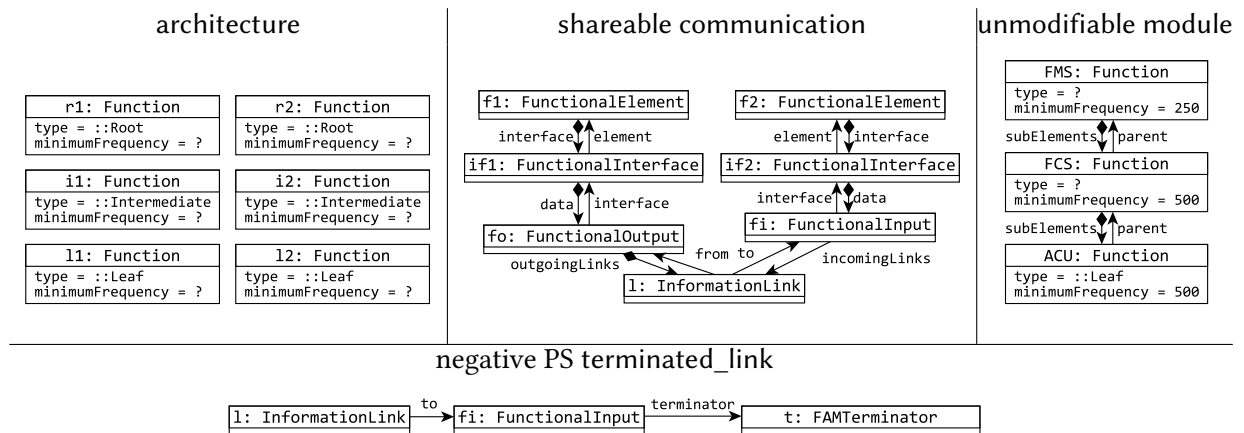 architecture
r1: Function
type = ::Root
minimumFrequency = ?
r2: Function
type = ::Root
minimumFrequency = ?
i1: Function
type = ::Intermediate
minimumFrequency = ?
i2: Function
type = ::Intermediate
minimumFrequency = ?
l1: Function
type = ::Leaf
minimumFrequency = ?
l2: Function
type = ::Leaf
minimumFrequency = ?
shareable communication
f1: FunctionalElement
f2: FunctionalElement
interface
element
element
interface
if1: FunctionalInterface
if2: FunctionalInterface
data
interface
interface
data
fo: FunctionalOutput
fi: FunctionalInput
outgoingLinks
from
to
incomingLinks
l: InformationLink
unmodifiable module
FMS: Function
type = ?
minimumFrequency = 250
subElements
parent
FCS: Function
type = ?
minimumFrequency = 500
subElements
parent
ACU: Function
type = ::Leaf
minimumFrequency = 500
negative PS terminated_link
l: InformationLink
to
fi: FunctionalInput
terminator
t: FAMTerminator